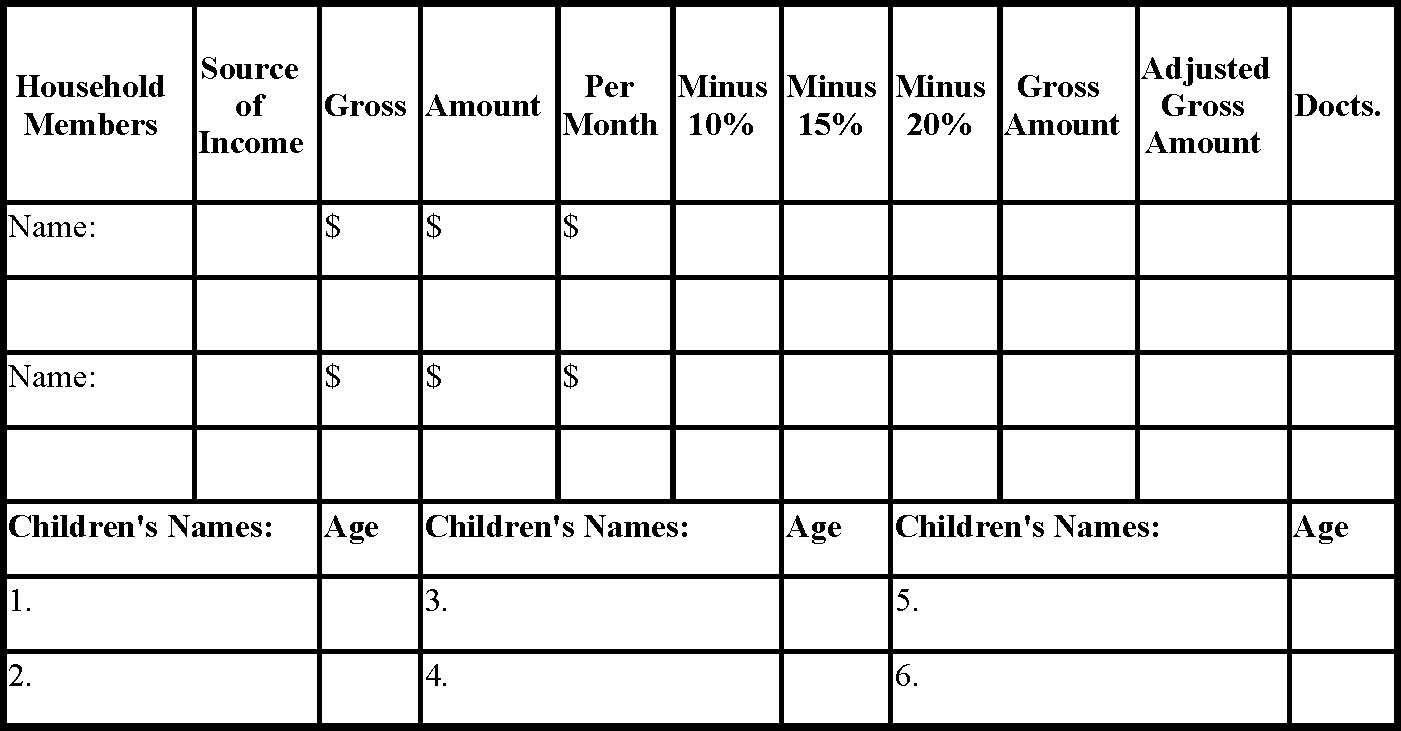 Household
Members
Source
of
Income
Gross
Amount
Per
Month
Minus
10%
Minus
15%
Minus
20%
Gross
Amount
Adjusted
Gross
Amount
Docts.
Name: $ $ $
Name: $ $ $
Children's Names: Age Children's Names: Age Children's Names: Age
1. 3. 5.
2. 4. 6.